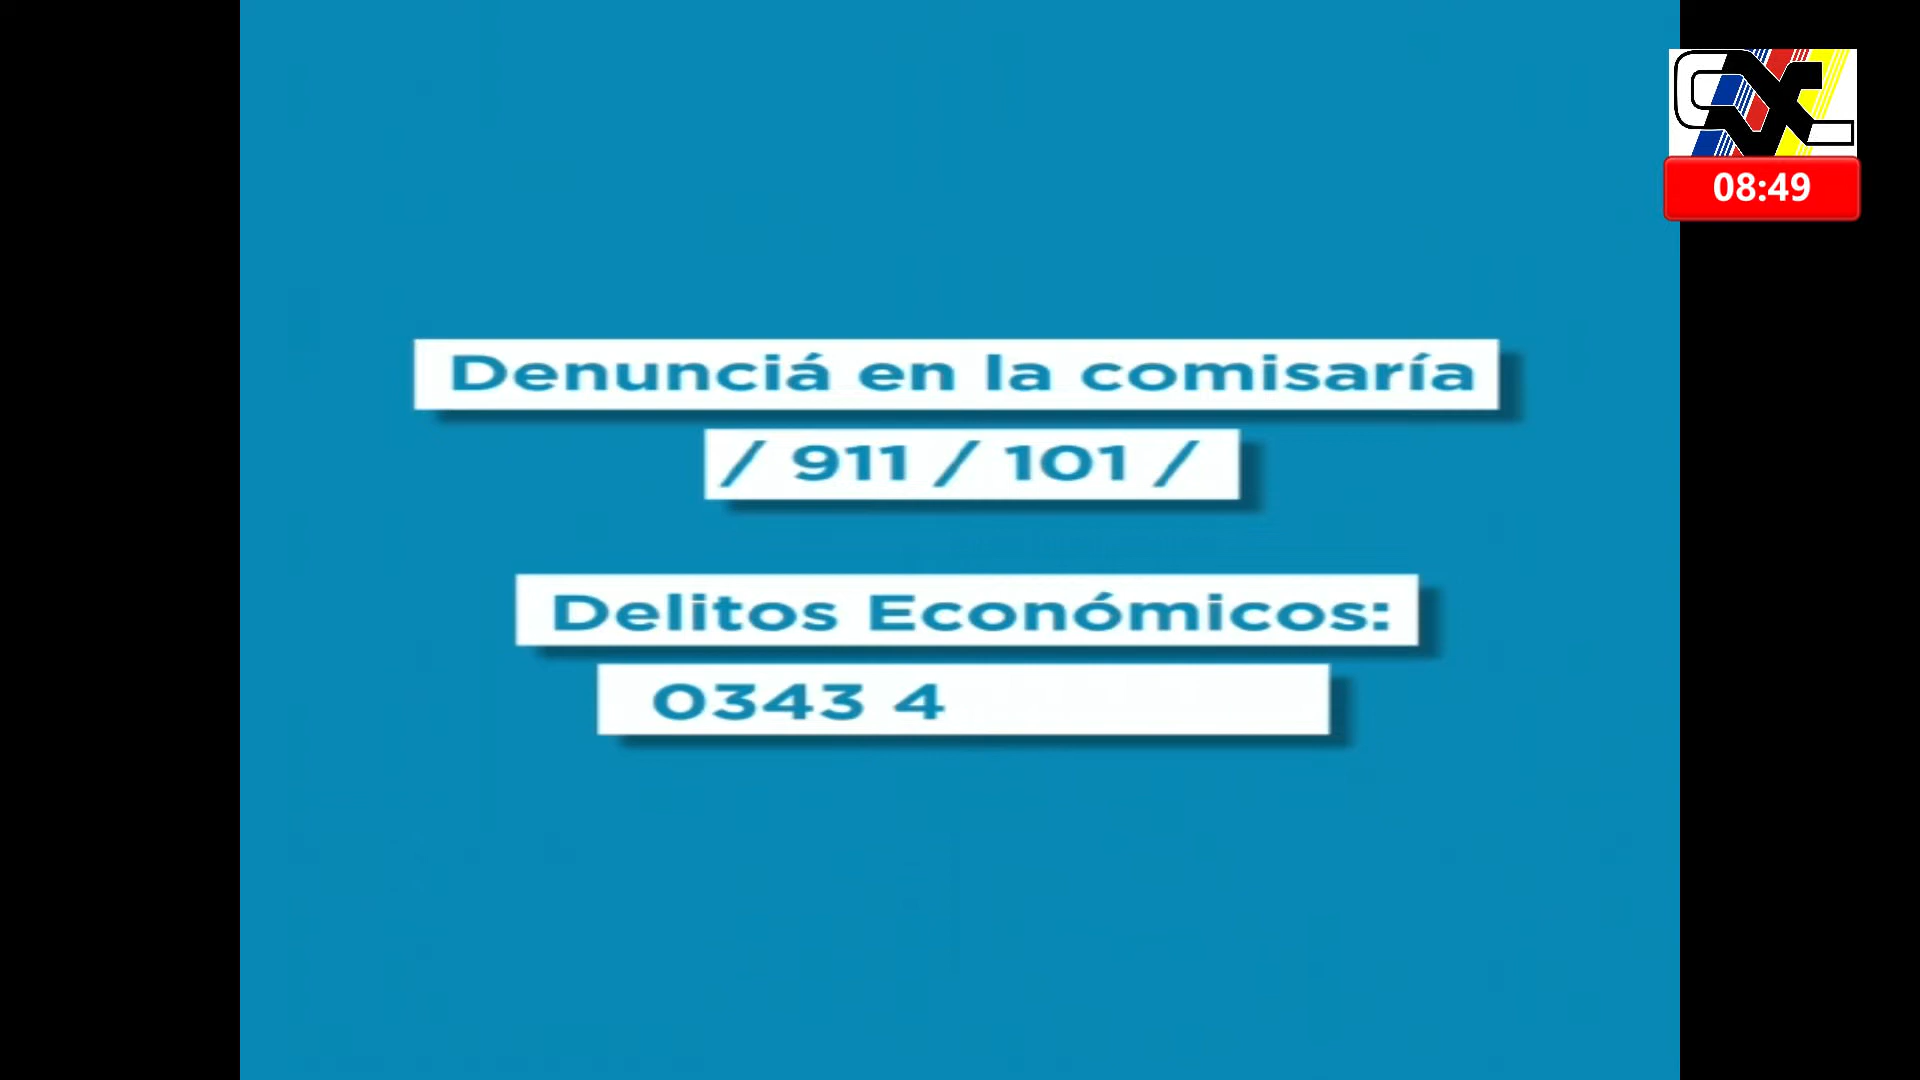 08:49
Denunciá en la comisaría
/ 911 / 101 /
Delitos Económicos:
0343 4